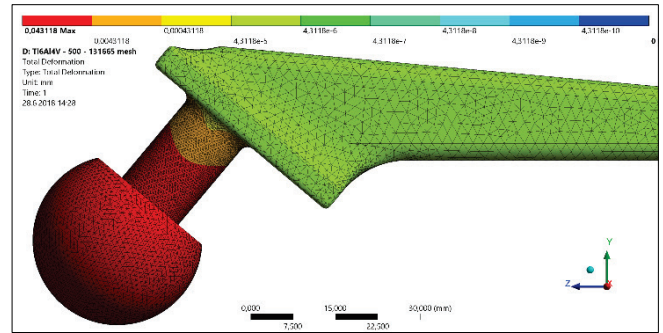 0,043118 Max 0,00043118 4,3118e-6 4,3118e-8 4,3118e-10
0,0043118 4,3118e-5 4,3118e-7 4,3118e-9 0
D: Ti6Al4V - 500 - 131665 mesh
Total Deformation
Type: Total Deformation
Unit: mm
Time: 1
28.6.2018 14:28
Y
Z
X
0,000 15,000 30,000 (mm)
7,500 22,500